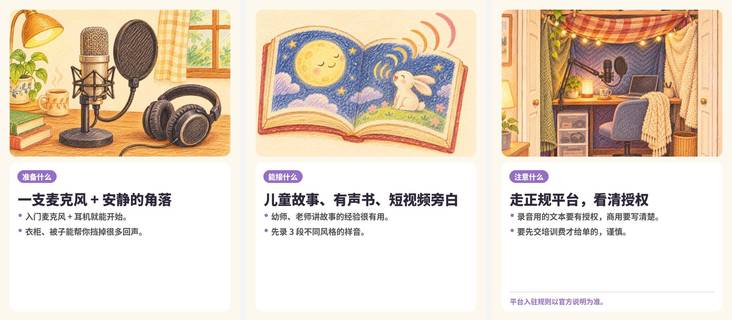 准备什么
一支麦克风 + 安静的角落
入门麦克风 + 耳机就能开始。
衣柜、被子能帮你挡掉很多回声。
能接什么
儿童故事、有声书、短视频旁白
幼师、老师讲故事的经验很有用。
先录 3 段不同风格的样音。
注意什么
走正规平台，看清授权
录音用的文本要有授权，商用要写清楚。
要先交培训费才给单的，谨慎。
平台入驻规则以官方说明为准。